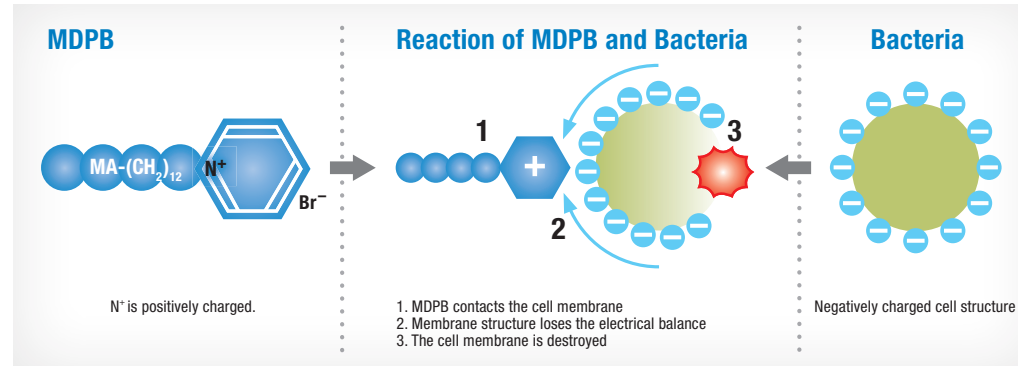 MDPB
MA-(CH₂)₁₂
N⁺
Br⁻
N⁺ is positively charged.
Reaction of MDPB and Bacteria
1
+
2
3
1. MDPB contacts the cell membrane
2. Membrane structure loses the electrical balance
3. The cell membrane is destroyed
Bacteria
Negatively charged cell structure